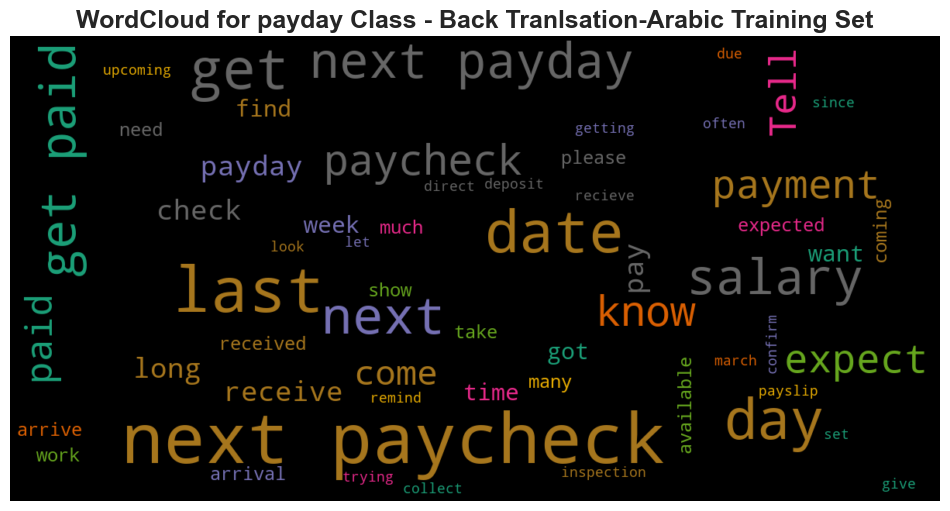 WordCloud for payday Class - Back Tranlsation-Arabic Training Set
get paid
upcoming
get
next payday
due
Tell
since
find
need
getting
often
payday
paycheck
please
direct
deposit
recieve
payment
check
week
let
much
look
date
expected
coming
want
pay
salary
last
show
next
know
paid
received
take
got
confirm
march
expect
long
receive
come
remind
time
many
available
payslip
arrive
work
next paycheck
day
set
arrival
trying
collect
inspection
give